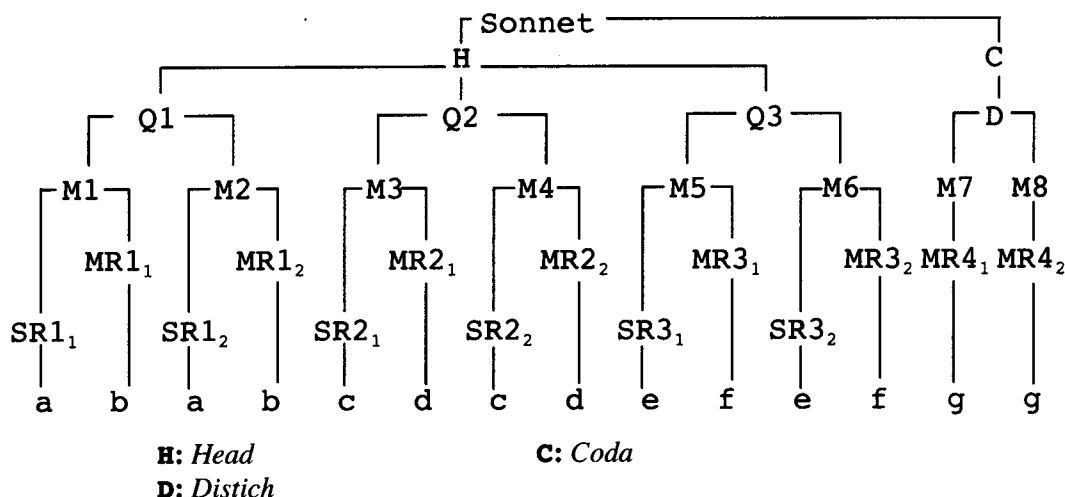 Sonnet
H C
Q1 Q2 Q3 D
M1 M2 M3 M4 M5 M6 M7 M8
MR1₁ MR1₂ MR2₁ MR2₂ MR3₁ MR3₂ MR4₁ MR4₂
SR1₁ SR1₂ SR2₁ SR2₂ SR3₁ SR3₂
a b a b c d c d e f e f g g
H: Head C: Coda
D: Distich